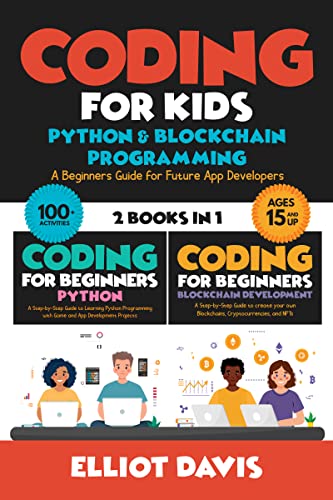 CODING
FOR KIDS
PYTHON & BLOCKCHAIN
PROGRAMMING
A Beginners Guide for Future App Developers
100+
ACTIVITIES
2 BOOKS IN 1
AGES
15 AND UP
CODING
FOR BEGINNERS
PYTHON
A Step-by-Step Guide to Learning Python Programming
with Game and App Development Projects
CODING
FOR BEGINNERS
BLOCKCHAIN DEVELOPMENT
A Step-by-Step Guide to create your own
Blockchains, Cryptocurrencies, and NFTs
ELLIOT DAVIS